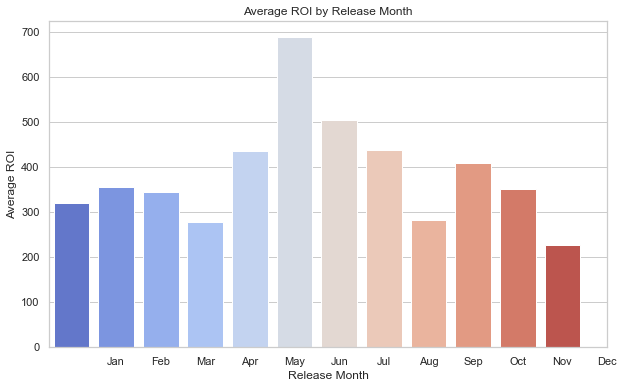 Average ROI by Release Month
700
600
500
400
300
200
100
0
Average ROI
Jan Feb Mar Apr May Jun Jul Aug Sep Oct Nov Dec
Release Month